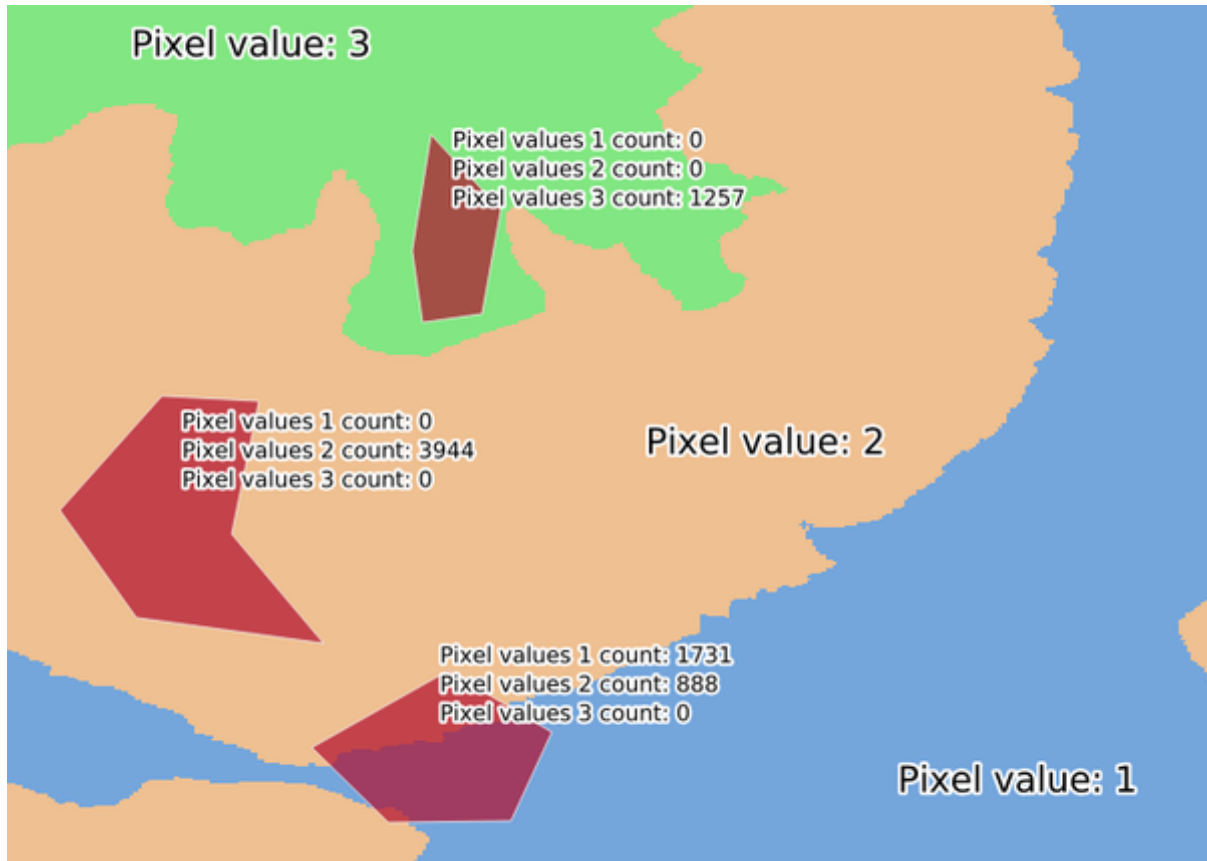 Pixel value: 3
Pixel values 1 count: 0
Pixel values 2 count: 0
Pixel values 3 count: 1257
Pixel values 1 count: 0
Pixel values 2 count: 3944
Pixel values 3 count: 0
Pixel value: 2
Pixel values 1 count: 1731
Pixel values 2 count: 888
Pixel values 3 count: 0
Pixel value: 1